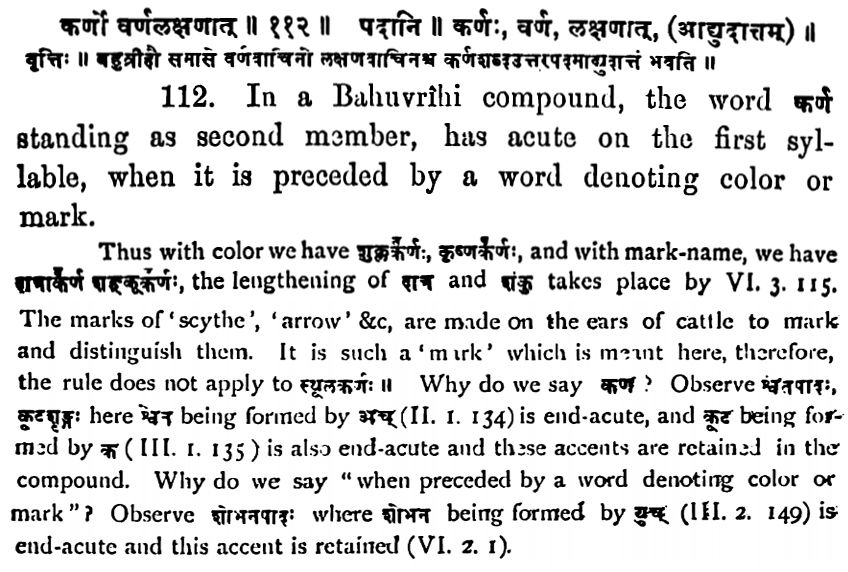 कर्णो वर्णलक्षणात् ॥ ११२ ॥ पदानि ॥ कर्णः, वर्ण, लक्षणात्, (आद्युदात्तम्) ॥
वृत्तिः ॥ बहुव्रीहौ समासे वर्णवाचिनो लक्षणवाचिनश्च कर्णशब्दउत्तरपदमाद्युदात्तं भवति ॥
112. In a Bahuvrîhi compound, the word कर्ण
standing as second member, has acute on the first syl-
lable, when it is preceded by a word denoting color or
mark.
Thus with color we have शुक्लकर्णः, कृष्णकर्णः, and with mark-name, we have
शङ्कूकर्णः, the lengthening of दात्र and शंकु takes place by VI. 3. 115.
The marks of 'scythe', 'arrow' &c, are made on the ears of cattle to mark
and distinguish them. It is such a 'mark' which is meant here, therefore,
the rule does not apply to स्थूलकर्णः ॥ Why do we say कर्ण ? Observe श्वेतपादः,
कूटशृङ्गः here श्वेत being formed by अच् (II. 1. 134) is end-acute, and कूट being for-
med by क (III. 1. 135) is also end-acute and these accents are retained in the
compound. Why do we say "when preceded by a word denoting color or
mark"? Observe शोभनपादः where शोभन being formed by युच् (III. 2. 149) is
end-acute and this accent is retained (VI. 2. 1).